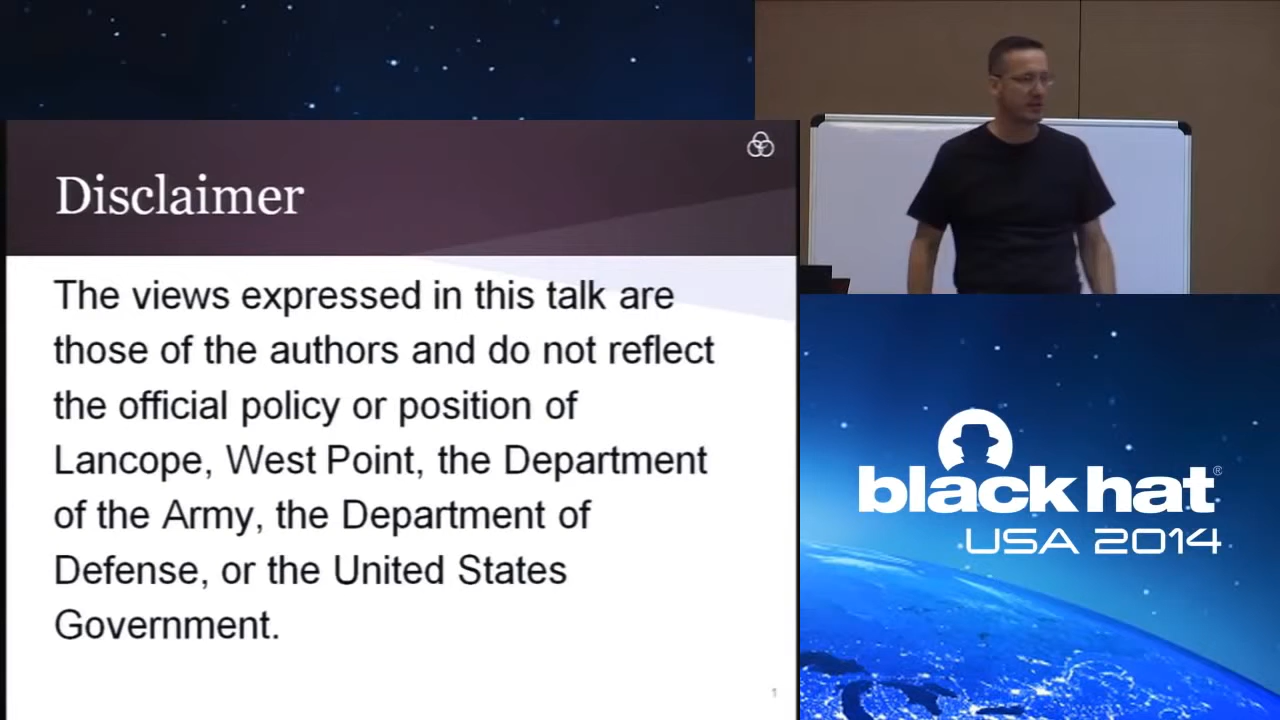 Disclaimer
The views expressed in this talk are
those of the authors and do not reflect
the official policy or position of
Lancope, West Point, the Department
of the Army, the Department of
Defense, or the United States
Government.
1
black hat®
USA 2014